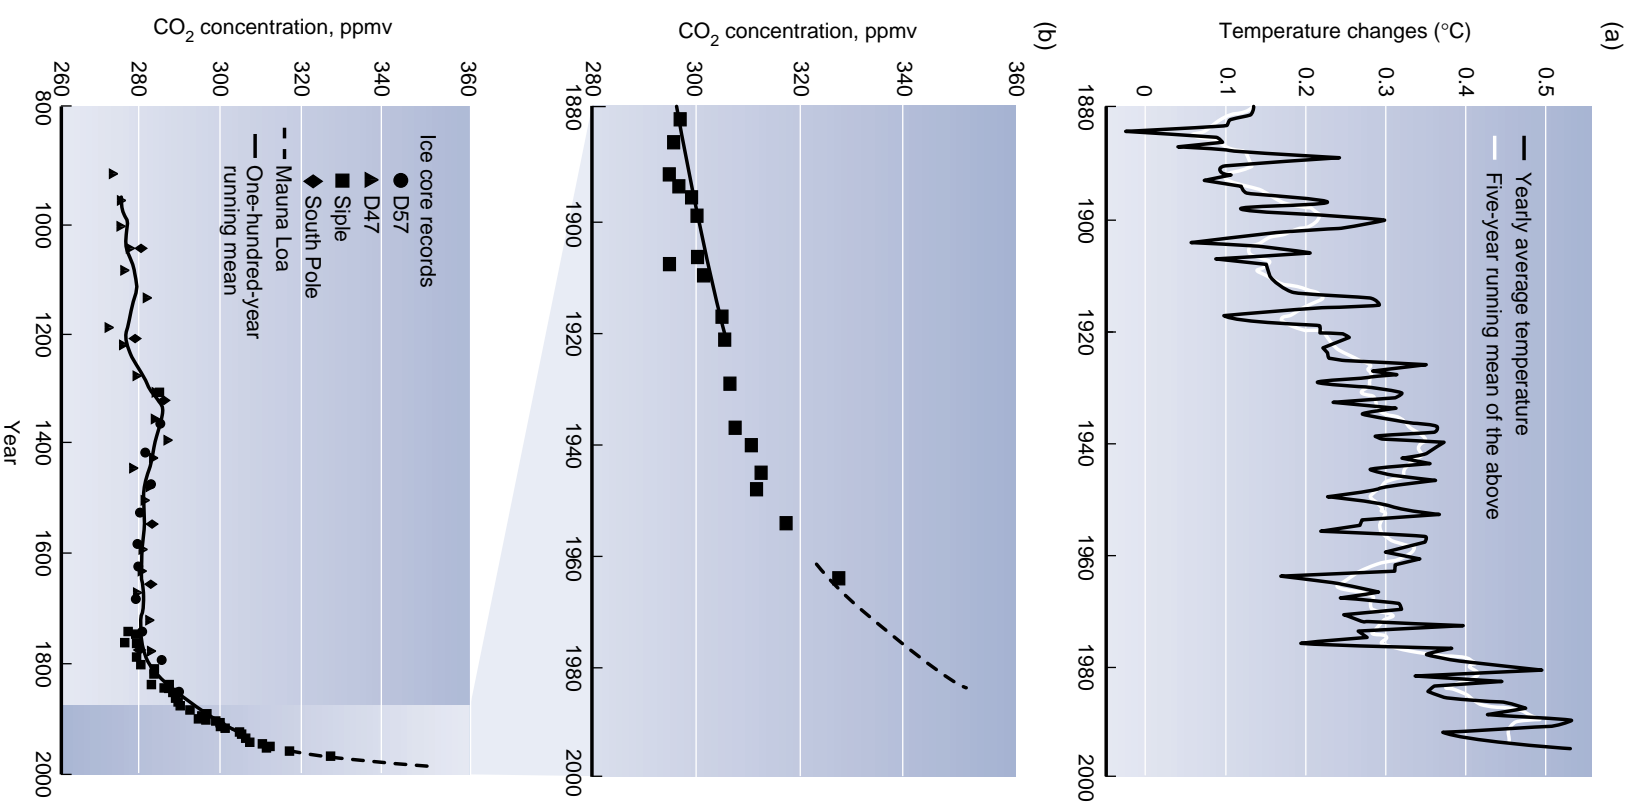 (a)
Temperature changes (°C)
0.5
0.4
0.3
0.2
0.1
0
1880
1900
1920
1940
1960
1980
2000
Yearly average temperature
Five-year running mean of the above
(b)
CO2 concentration, ppmv
360
340
320
300
280
1880
1900
1920
1940
1960
1980
2000
CO2 concentration, ppmv
360
340
320
300
280
260
800
1000
1200
1400
1600
1800
2000
Year
Ice core records
D57
D47
Siple
South Pole
Mauna Loa
One-hundred-year
running mean